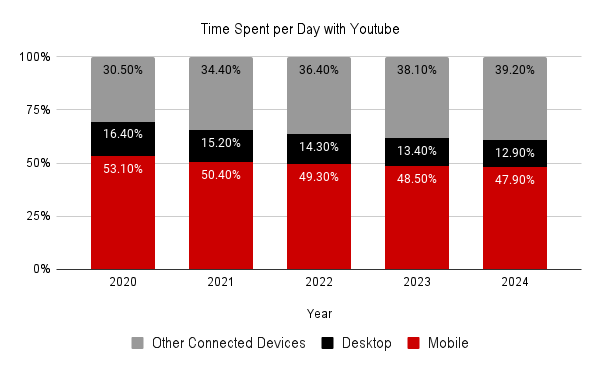 Time Spent per Day with Youtube
100%
30.50% 34.40% 36.40% 38.10% 39.20%
75%
16.40% 15.20% 14.30% 13.40% 12.90%
50%
53.10% 50.40% 49.30% 48.50% 47.90%
25%
0%
2020 2021 2022 2023 2024
Year
Other Connected Devices Desktop Mobile